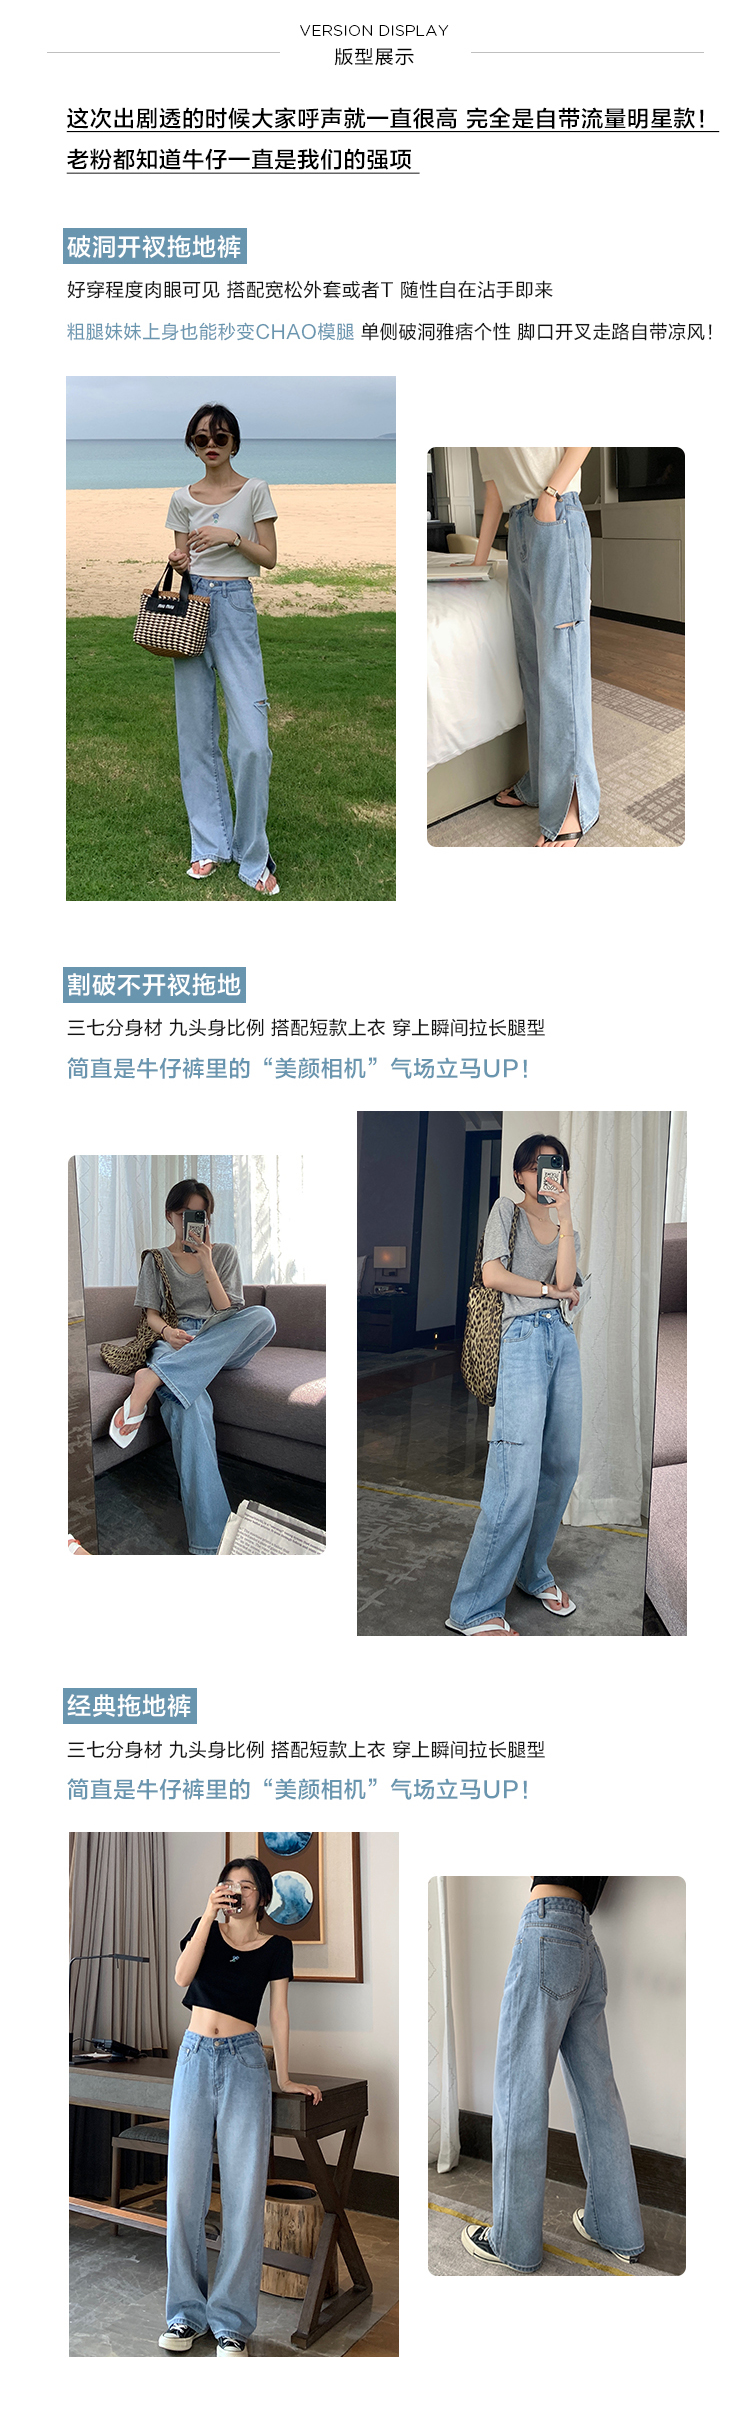 VERSION DISPLAY
版型展示
这次出剧透的时候大家呼声就一直很高 完全是自带流量明星款！
老粉都知道牛仔一直是我们的强项
破洞开衩拖地裤
好穿程度肉眼可见 搭配宽松外套或者T 随性自在沾手即来
粗腿妹妹上身也能秒变CHAO模腿 单侧破洞雅痞个性 脚口开叉走路自带凉风！
miu miu
割破不开衩拖地
三七分身材 九头身比例 搭配短款上衣 穿上瞬间拉长腿型
简直是牛仔裤里的“美颜相机”气场立马UP！
经典拖地裤
三七分身材 九头身比例 搭配短款上衣 穿上瞬间拉长腿型
简直是牛仔裤里的“美颜相机”气场立马UP！